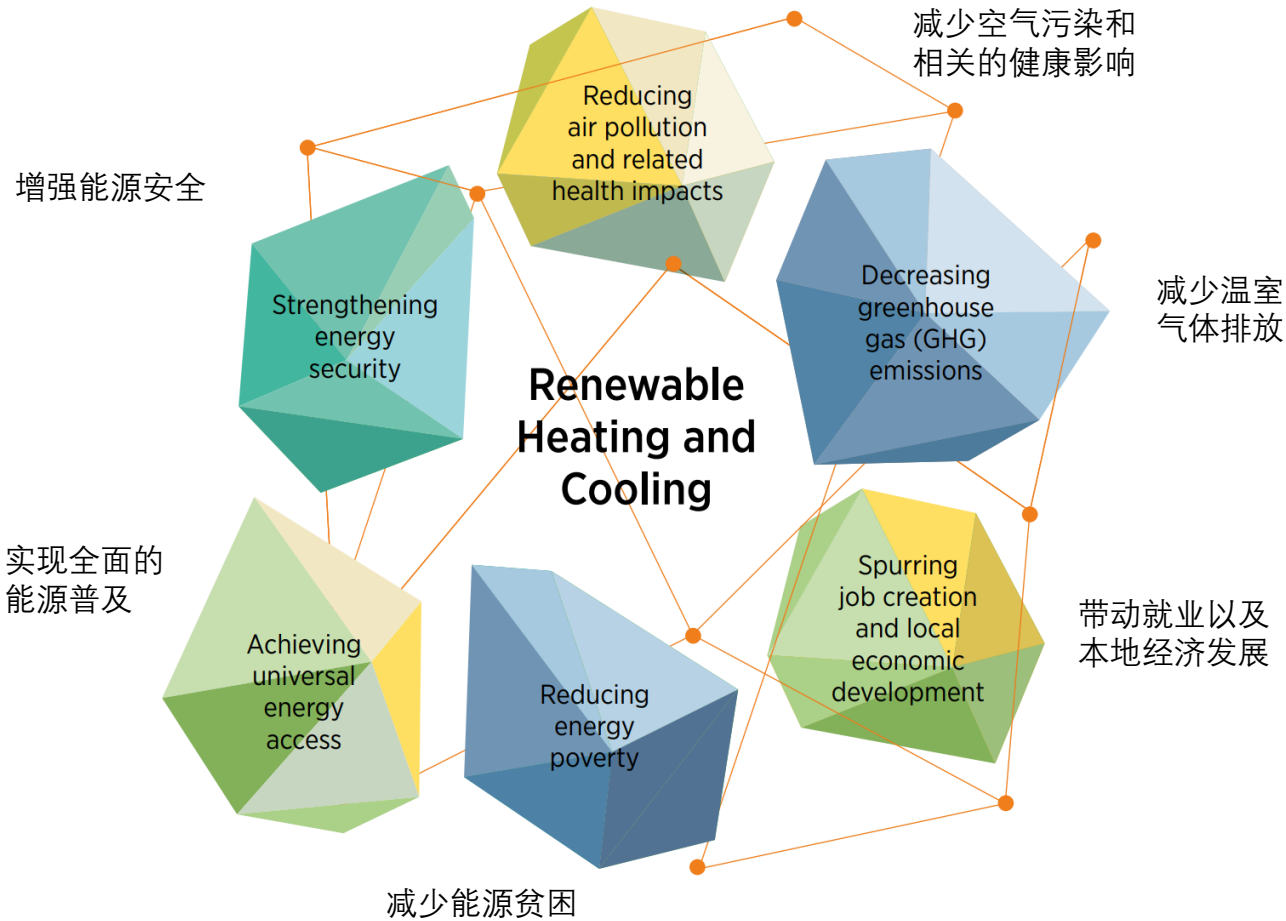 减少空气污染和
相关的健康影响
Reducing
air pollution
and related
health impacts
增强能源安全
Strengthening
energy
security
Decreasing
greenhouse
gas (GHG)
emissions
减少温室
气体排放
Renewable
Heating and
Cooling
实现全面的
能源普及
Achieving
universal
energy
access
Reducing
energy
poverty
Spurring
job creation
and local
economic
development
带动就业以及
本地经济发展
减少能源贫困